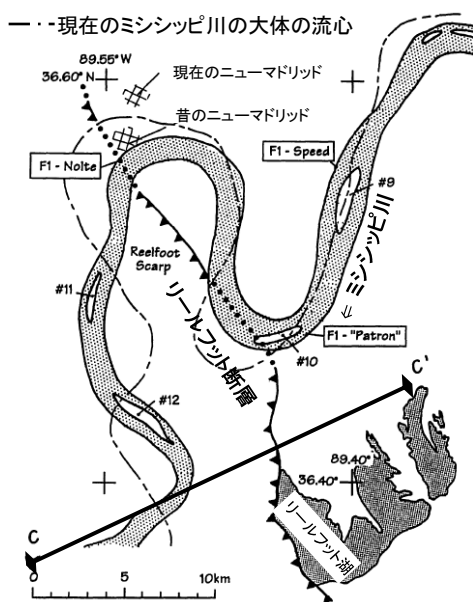 —・-現在のミシシッピ川の大体の流心
89.55° W
36.60° N
現在のニューマドリッド
昔のニューマドリッド
F1 - Nolte
F1 - Speed
#9
ミシシッピ川
⇒
Reelfoot
Scarp
リールフット断層
#11
F1 - "Patron"
#10
#12
C'
89.40°
36.40°
リールフット湖
C
0 5 10km